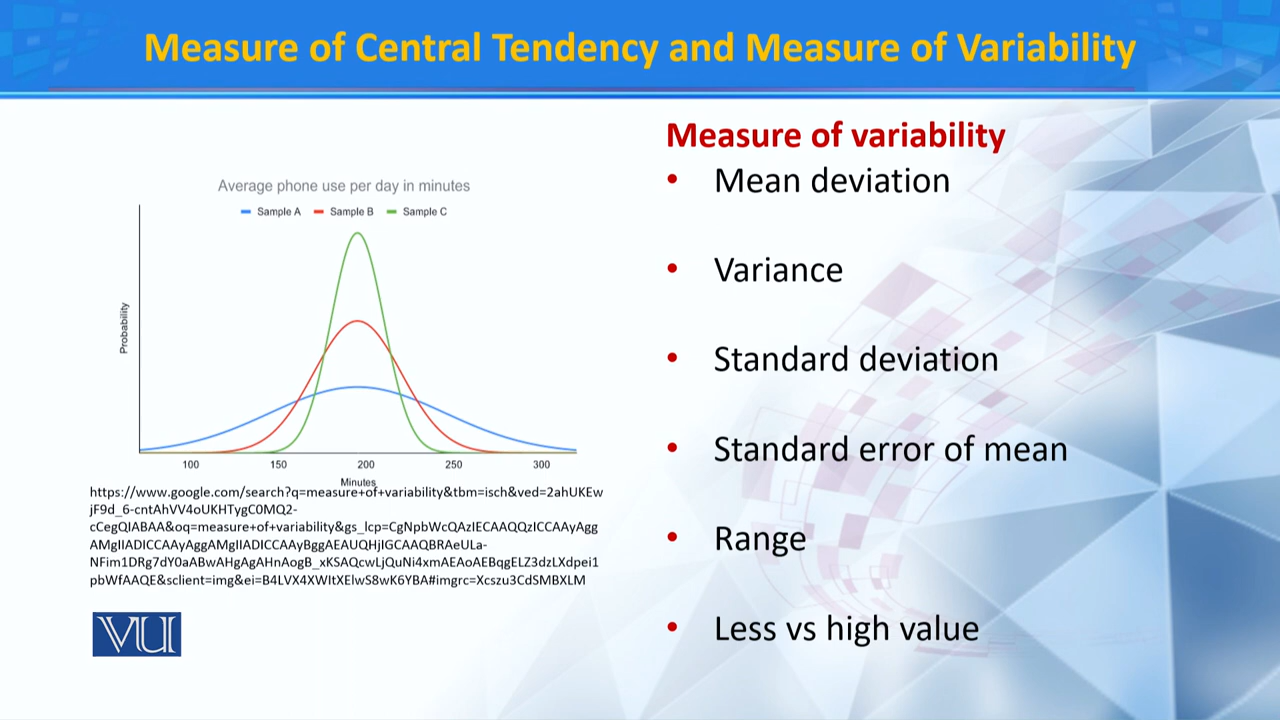 Measure of Central Tendency and Measure of Variability
Average phone use per day in minutes
Sample A Sample B Sample C
Probability
100 150 200 250 300
Minutes
https://www.google.com/search?q=measure+of+variability&tbm=isch&ved=2ahUKEw
jF9d_6-cntAhVV4oUKHTygC0MQ2-
cCegQIABAA&oq=measure+of+variability&gs_lcp=CgNpbWcQAzIECAAQQzICCAAyAgg
AMgIIADICCAAyAggAMgIIADICCAAyBggAEAUQHjIGCAAQBRAeULa-
NFim1DRg7dY0aABwAHgAgAHnAogB_xKSAQcwLjQuNi4xmAEAoAEBqgELZ3dzLXdpei1
pbWfAAQE&sclient=img&ei=B4LVX4XWItXElwS8wK6YBA#imgrc=Xcszu3CdSMBXLM
VU
Measure of variability
• Mean deviation
• Variance
• Standard deviation
• Standard error of mean
• Range
• Less vs high value